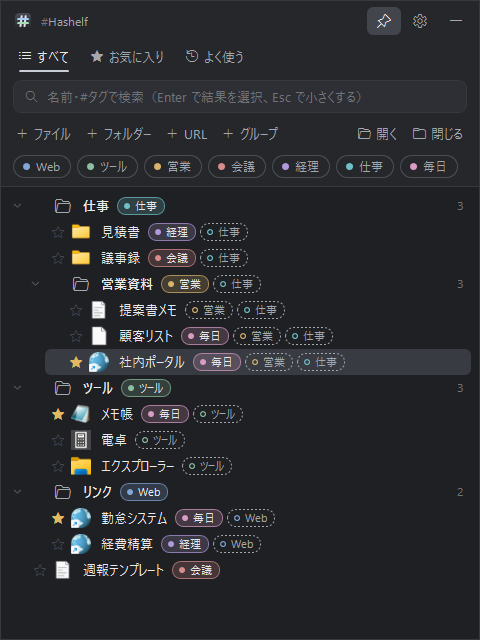 #Hashelf
すべて お気に入り よく使う
名前・#タグで検索（Enter で結果を選択、Esc で小さくする）
＋ ファイル ＋ フォルダー ＋ URL ＋ グループ 開く 閉じる
Web ツール 営業 会議 経理 仕事 毎日
仕事 仕事 3
見積書 経理 仕事
議事録 会議 仕事
営業資料 営業 仕事 3
提案書メモ 営業 仕事
顧客リスト 毎日 営業 仕事
社内ポータル 毎日 営業 仕事
ツール ツール 3
メモ帳 毎日 ツール
電卓 ツール
エクスプローラー ツール
リンク Web 2
勤怠システム 毎日 Web
経費精算 経理 Web
週報テンプレート 会議